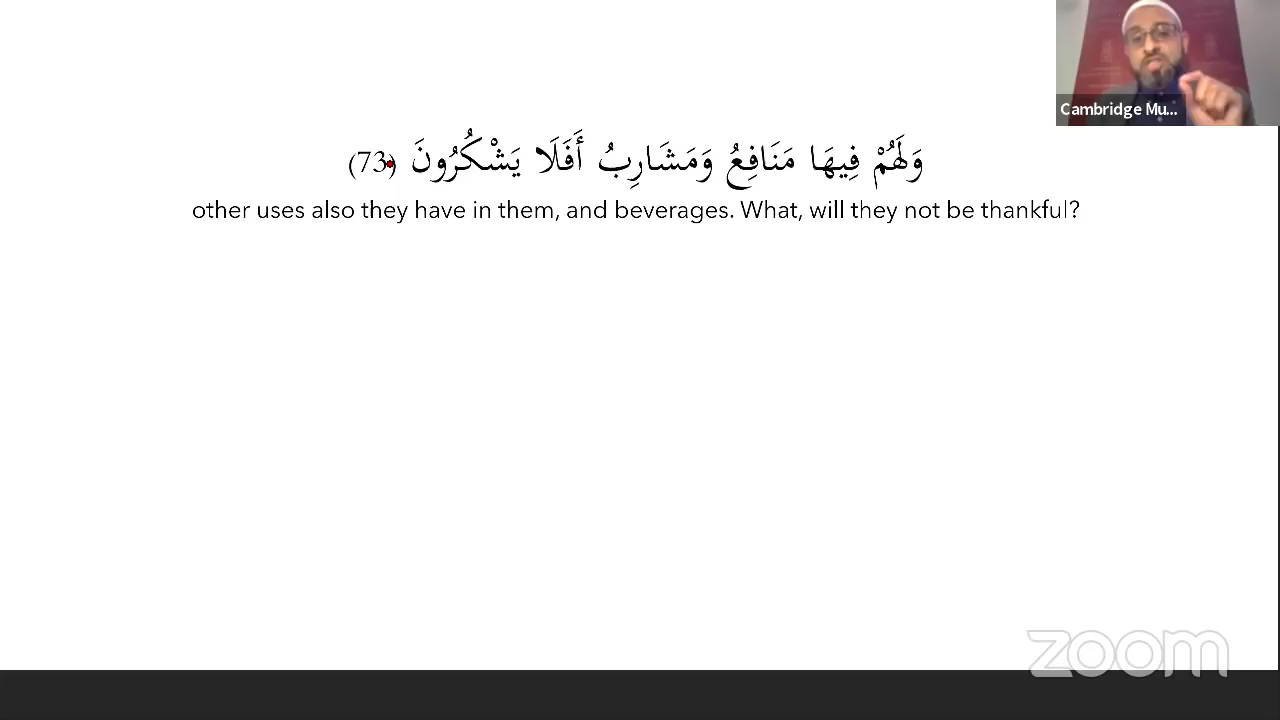 Cambridge Mu...
وَلَهُمْ فِيهَا مَنَافِعُ وَمَشَارِبُ أَفَلَا يَشْكُرُونَ (73)
other uses also they have in them, and beverages. What, will they not be thankful?
zoom